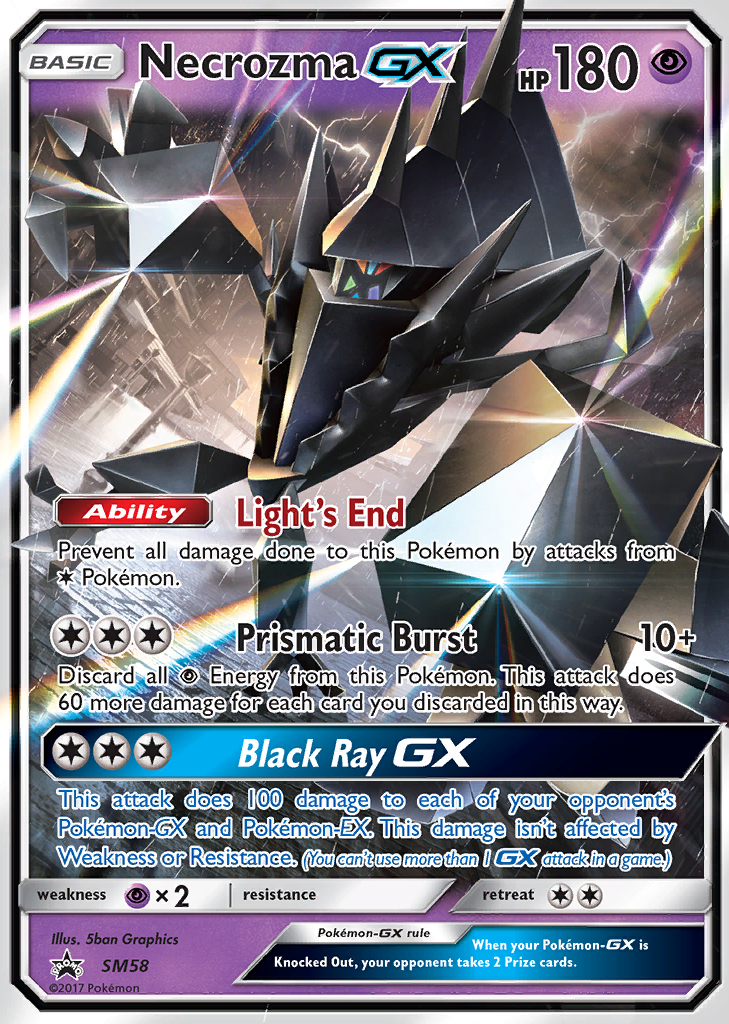 BASIC Necrozma GX HP 180
Ability Light's End
Prevent all damage done to this Pokémon by attacks from
Pokémon.
Prismatic Burst 10+
Discard all Energy from this Pokémon. This attack does
60 more damage for each card you discarded in this way.
Black Ray GX
This attack does 100 damage to each of your opponent's
Pokémon-GX and Pokémon-EX. This damage isn't affected by
Weakness or Resistance. (You can't use more than 1 GX attack in a game.)
weakness × 2 resistance retreat
Illus. 5ban Graphics
PROMO SM58
©2017 Pokémon
Pokémon-GX rule
When your Pokémon-GX is
Knocked Out, your opponent takes 2 Prize cards.